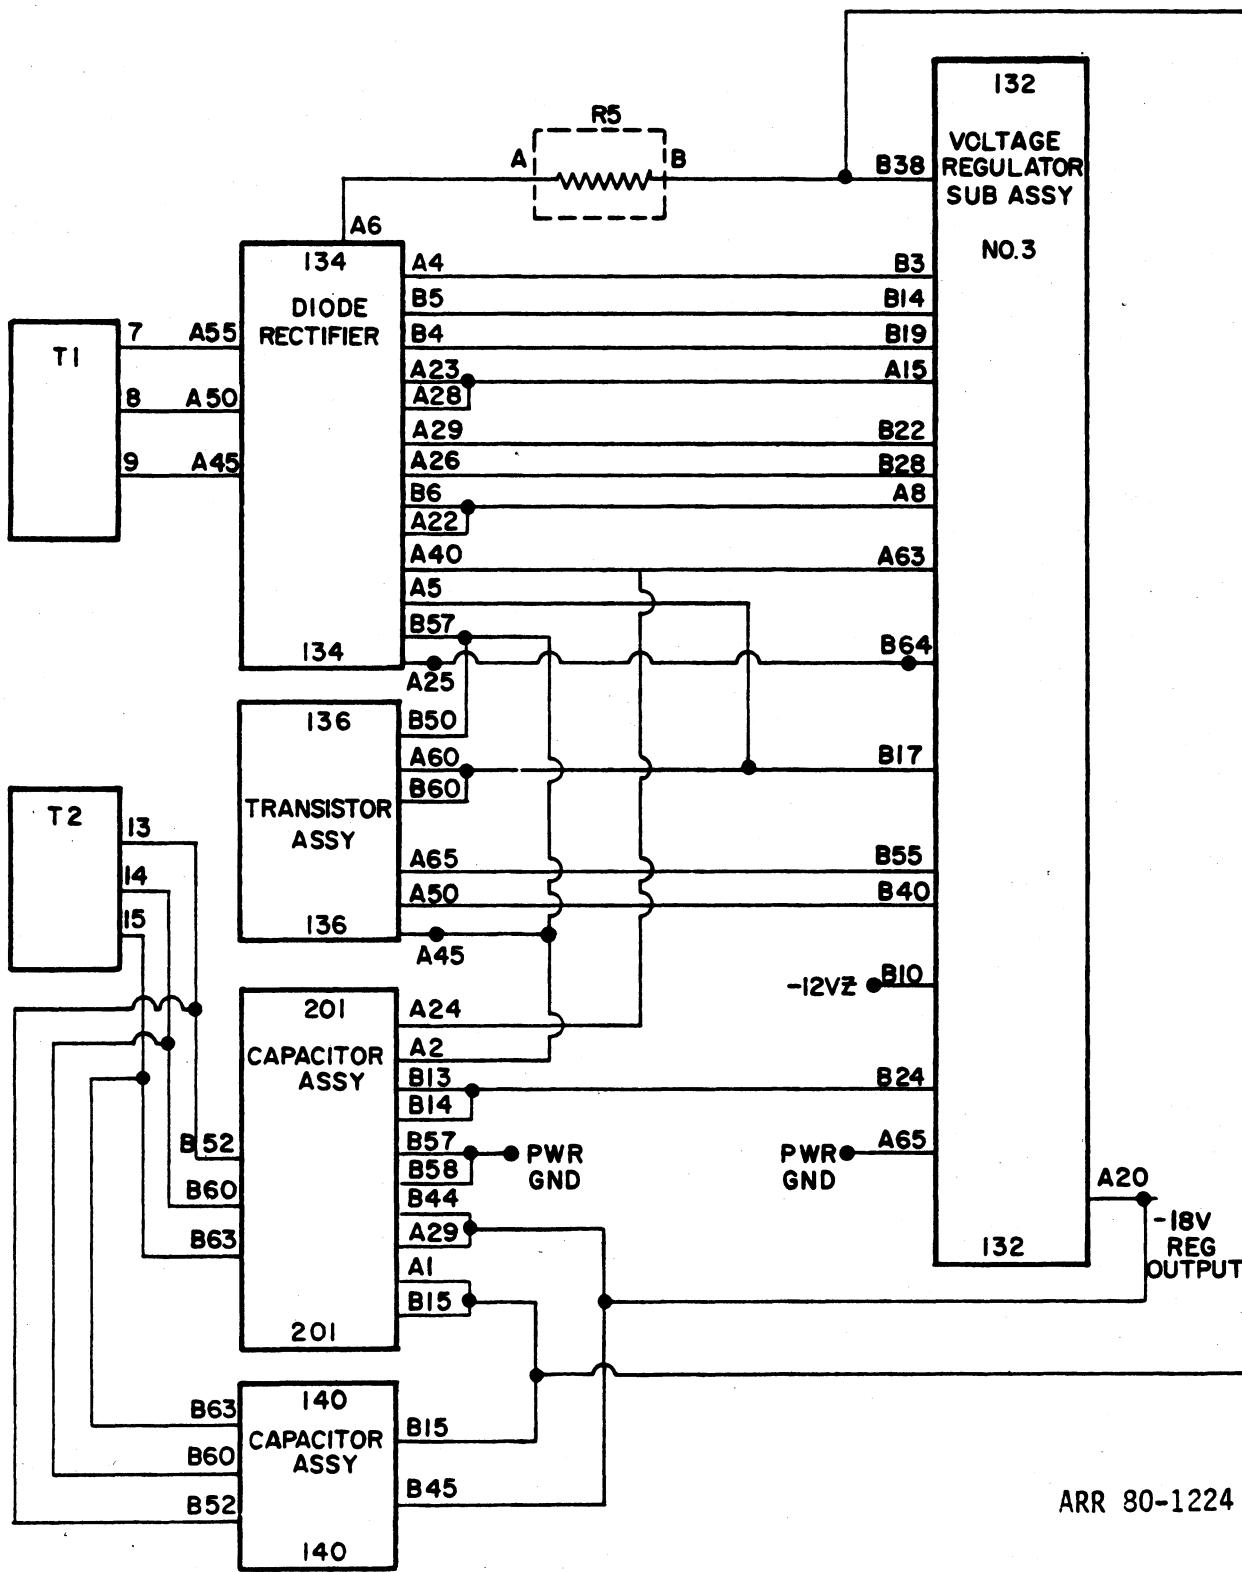 132
VOLTAGE
REGULATOR
SUB ASSY
NO.3
R5
A
B
B38
A6
134
DIODE
RECTIFIER
134
A4
B3
B5
B14
B4
B19
A23
A15
A28
A29
B22
A26
B28
B6
A8
A22
A40
A63
A5
B57
B64
A25
T1
7
A55
8
A50
9
A45
136
TRANSISTOR
ASSY
136
B50
A60
B17
B60
A65
B55
A50
B40
A45
T2
13
14
15
-12VZ
B10
201
CAPACITOR
ASSY
201
A24
A2
B13
B24
B14
B57
PWR
GND
B58
PWR
GND
A65
B44
A29
A1
B15
B52
B60
B63
A20
-18V
REG
OUTPUT
132
140
CAPACITOR
ASSY
140
B63
B15
B60
B45
B52
ARR 80-1224